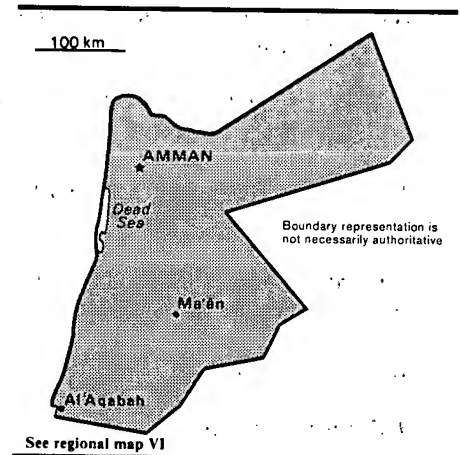 100 km
AMMAN
Dead
Sea
Boundary representation is
not necessarily authoritative
Ma'ān
Al 'Aqabah
See regional map VI